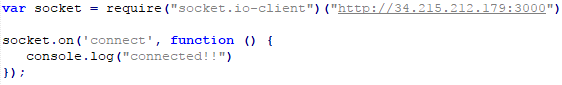 var socket = require("socket.io-client")("http://34.215.212.179:3000")
socket.on('connect', function () {
console.log("connected!!")
});